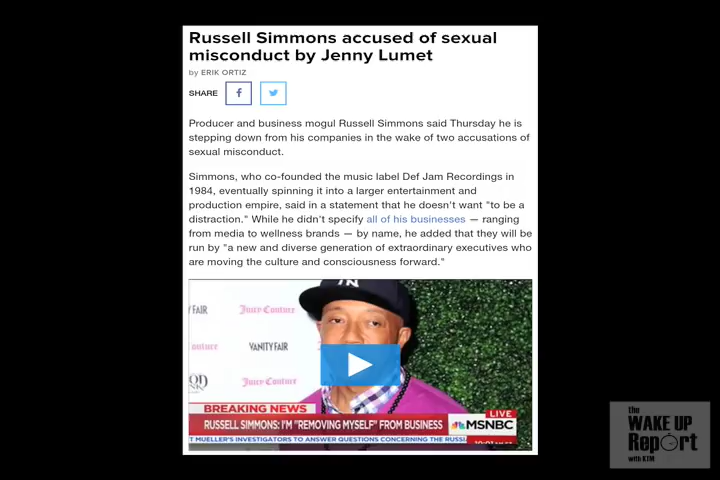 Russell Simmons accused of sexual
misconduct by Jenny Lumet
by ERIK ORTIZ
SHARE
Producer and business mogul Russell Simmons said Thursday he is
stepping down from his companies in the wake of two accusations of
sexual misconduct.
Simmons, who co-founded the music label Def Jam Recordings in
1984, eventually spinning it into a larger entertainment and
production empire, said in a statement that he doesn't want "to be a
distraction." While he didn't specify all of his businesses — ranging
from media to wellness brands — by name, he added that they will be
run by "a new and diverse generation of extraordinary executives who
are moving the culture and consciousness forward."
Y FAIR
Juicy Couture
outure
VANITY FAIR
Juicy Couture
BREAKING NEWS
LIVE
RUSSELL SIMMONS: I'M "REMOVING MYSELF" FROM BUSINESS
MSNBC
T MUELLER'S INVESTIGATORS TO ANSWER QUESTIONS CONCERNING THE RUSSI
the
WAKE UP
Report
with KTM